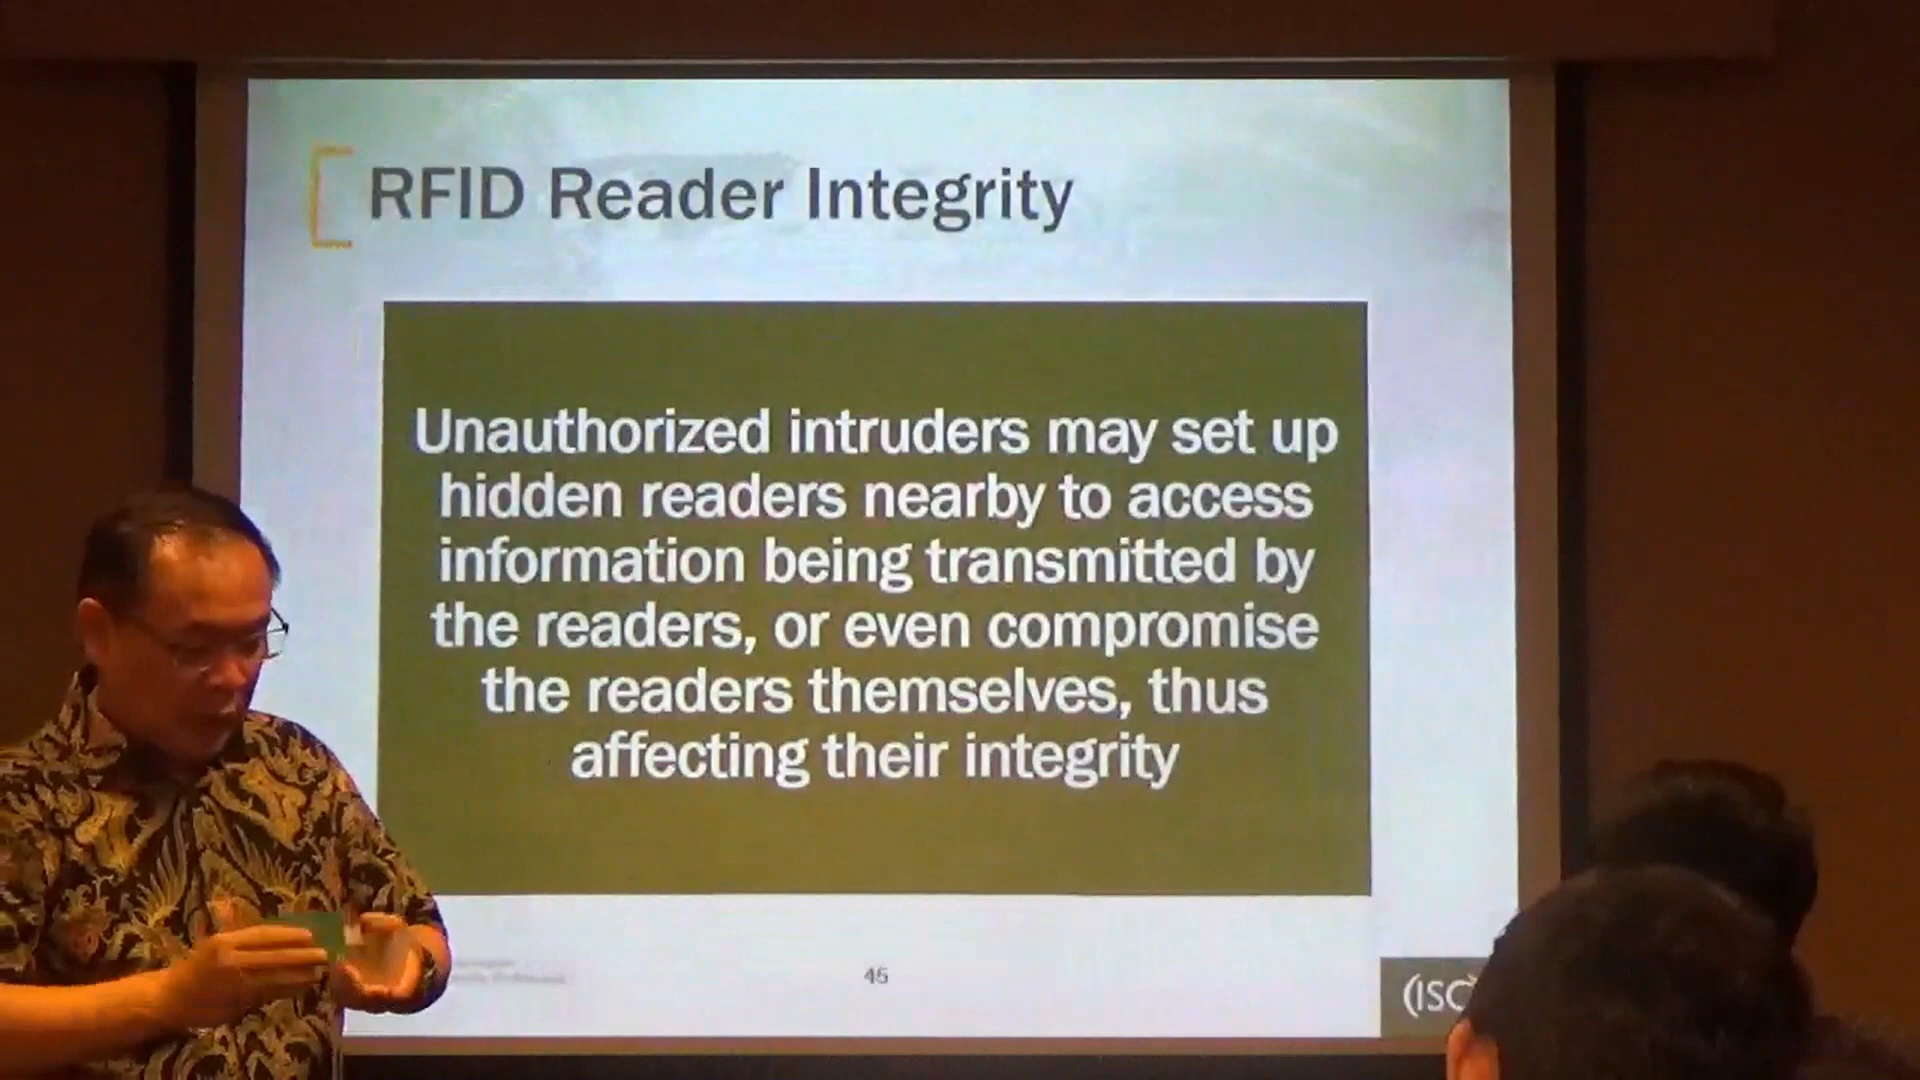 RFID Reader Integrity
Unauthorized intruders may set up
hidden readers nearby to access
information being transmitted by
the readers, or even compromise
the readers themselves, thus
affecting their integrity
45
(ISC)